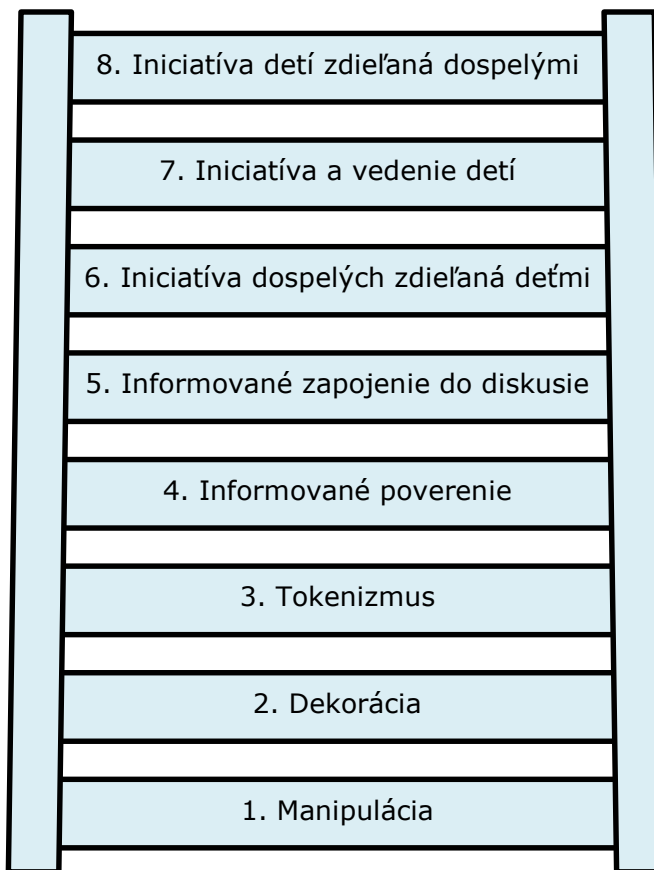 8. Iniciatíva detí zdieľaná dospelými
7. Iniciatíva a vedenie detí
6. Iniciatíva dospelých zdieľaná deťmi
5. Informované zapojenie do diskusie
4. Informované poverenie
3. Tokenizmus
2. Dekorácia
1. Manipulácia